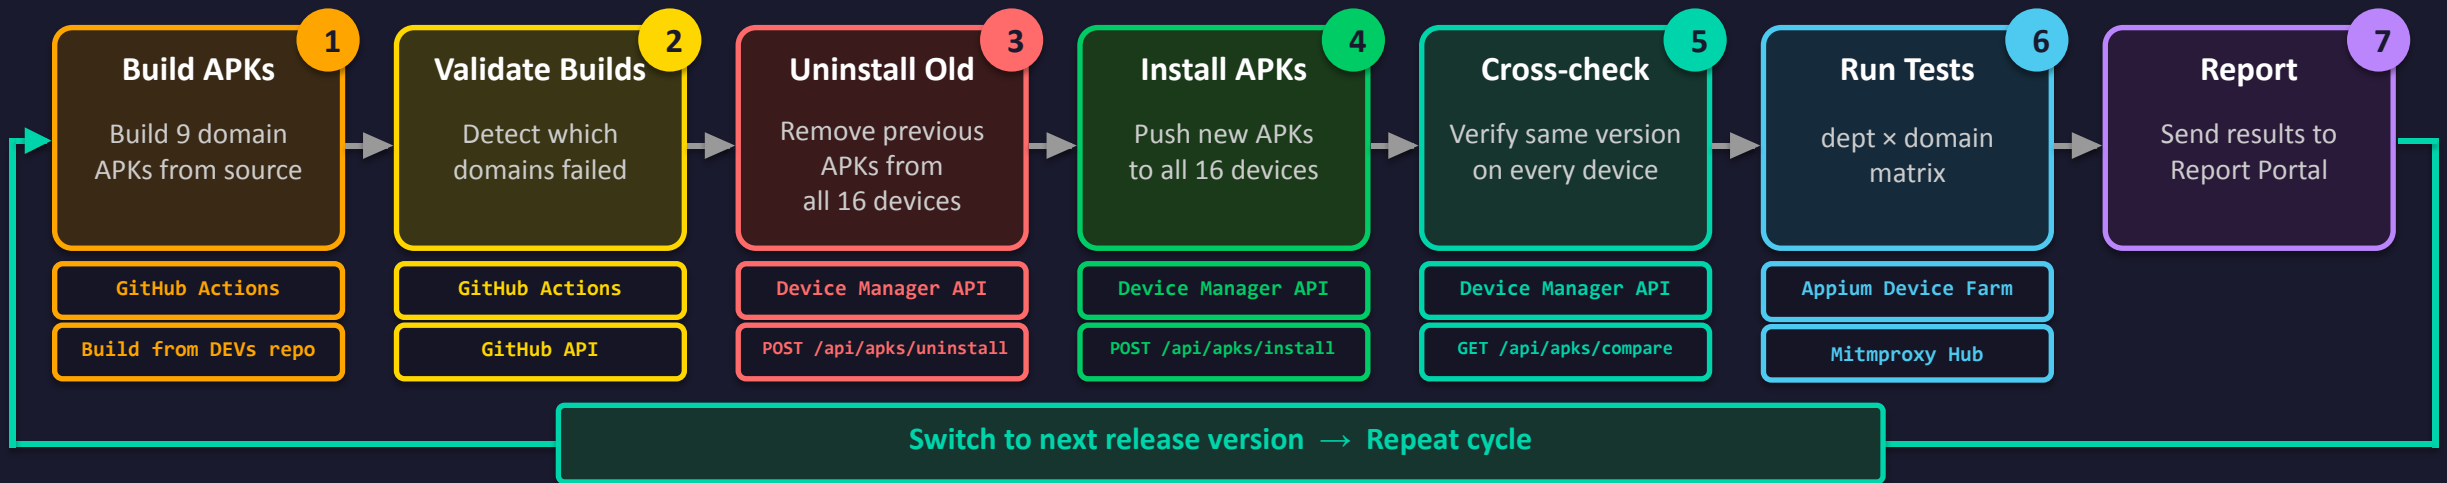 1
Build APKs
Build 9 domain
APKs from source
GitHub Actions
Build from DEVs repo
2
Validate Builds
Detect which
domains failed
GitHub Actions
GitHub API
3
Uninstall Old
Remove previous
APKs from
all 16 devices
Device Manager API
POST /api/apks/uninstall
4
Install APKs
Push new APKs
to all 16 devices
Device Manager API
POST /api/apks/install
5
Cross-check
Verify same version
on every device
Device Manager API
GET /api/apks/compare
6
Run Tests
dept × domain
matrix
Appium Device Farm
Mitmproxy Hub
7
Report
Send results to
Report Portal
Switch to next release version → Repeat cycle